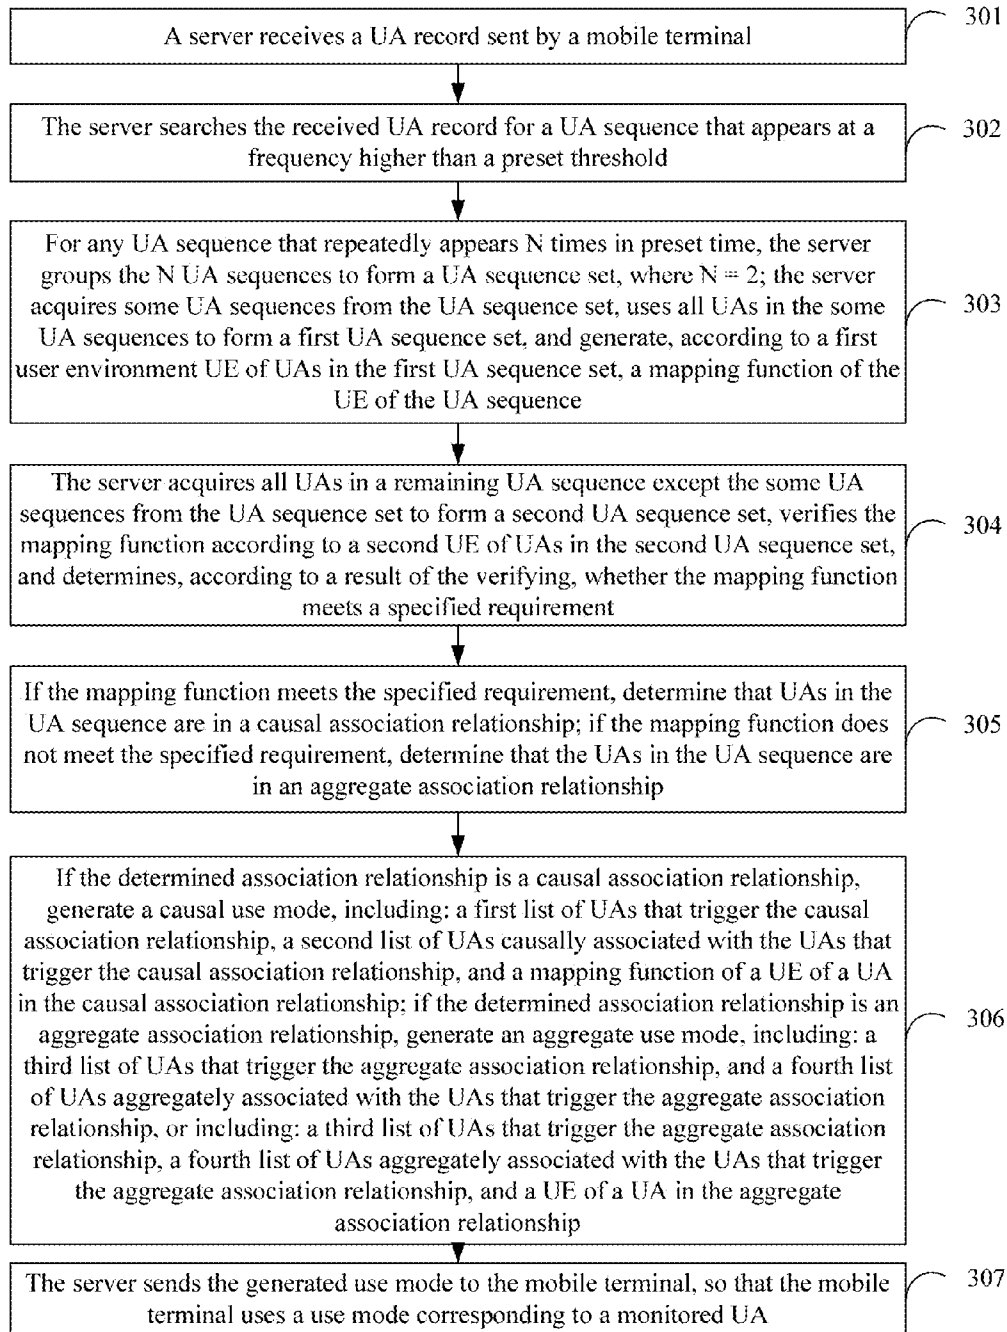 A server receives a UA record sent by a mobile terminal
301
The server searches the received UA record for a UA sequence that appears at a
frequency higher than a preset threshold
302
For any UA sequence that repeatedly appears N times in preset time, the server
groups the N UA sequences to form a UA sequence set, where N = 2; the server
acquires some UA sequences from the UA sequence set, uses all UAs in the some
UA sequences to form a first UA sequence set, and generate, according to a first
user environment UE of UAs in the first UA sequence set, a mapping function of the
UE of the UA sequence
303
The server acquires all UAs in a remaining UA sequence except the some UA
sequences from the UA sequence set to form a second UA sequence set, verifies the
mapping function according to a second UE of UAs in the second UA sequence set,
and determines, according to a result of the verifying, whether the mapping function
meets a specified requirement
304
If the mapping function meets the specified requirement, determine that UAs in the
UA sequence are in a causal association relationship; if the mapping function does
not meet the specified requirement, determine that the UAs in the UA sequence are
in an aggregate association relationship
305
If the determined association relationship is a causal association relationship,
generate a causal use mode, including: a first list of UAs that trigger the causal
association relationship, a second list of UAs causally associated with the UAs that
trigger the causal association relationship, and a mapping function of a UE of a UA
in the causal association relationship; if the determined association relationship is an
aggregate association relationship, generate an aggregate use mode, including: a
third list of UAs that trigger the aggregate association relationship, and a fourth list
of UAs aggregately associated with the UAs that trigger the aggregate association
relationship, or including: a third list of UAs that trigger the aggregate association
relationship, a fourth list of UAs aggregately associated with the UAs that trigger
the aggregate association relationship, and a UE of a UA in the aggregate
association relationship
306
The server sends the generated use mode to the mobile terminal, so that the mobile
terminal uses a use mode corresponding to a monitored UA
307